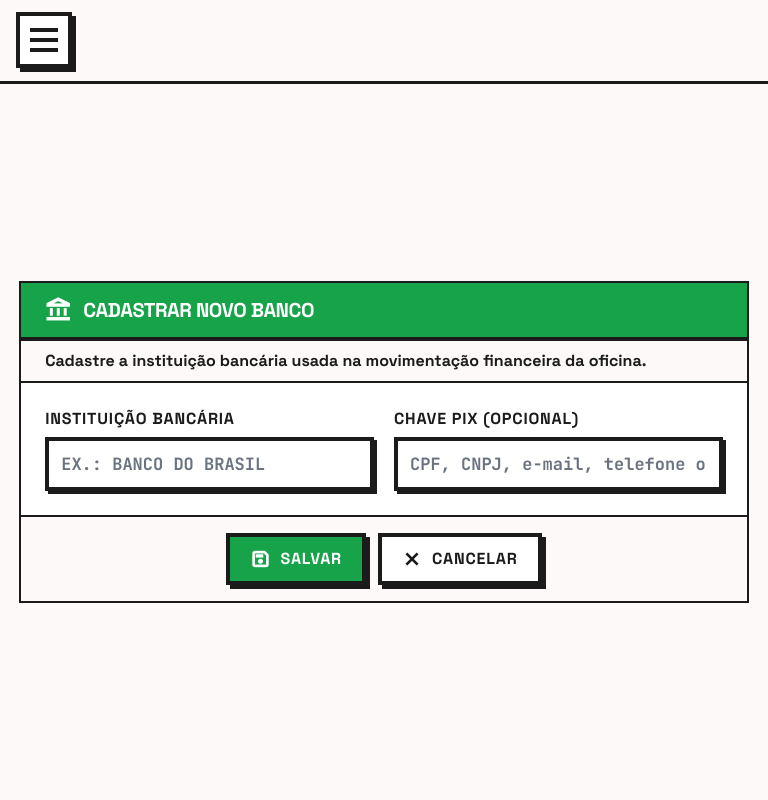 CADASTRAR NOVO BANCO
Cadastre a instituição bancária usada na movimentação financeira da oficina.
INSTITUIÇÃO BANCÁRIA
CHAVE PIX (OPCIONAL)
EX.: BANCO DO BRASIL
CPF, CNPJ, e-mail, telefone o
SALVAR
CANCELAR